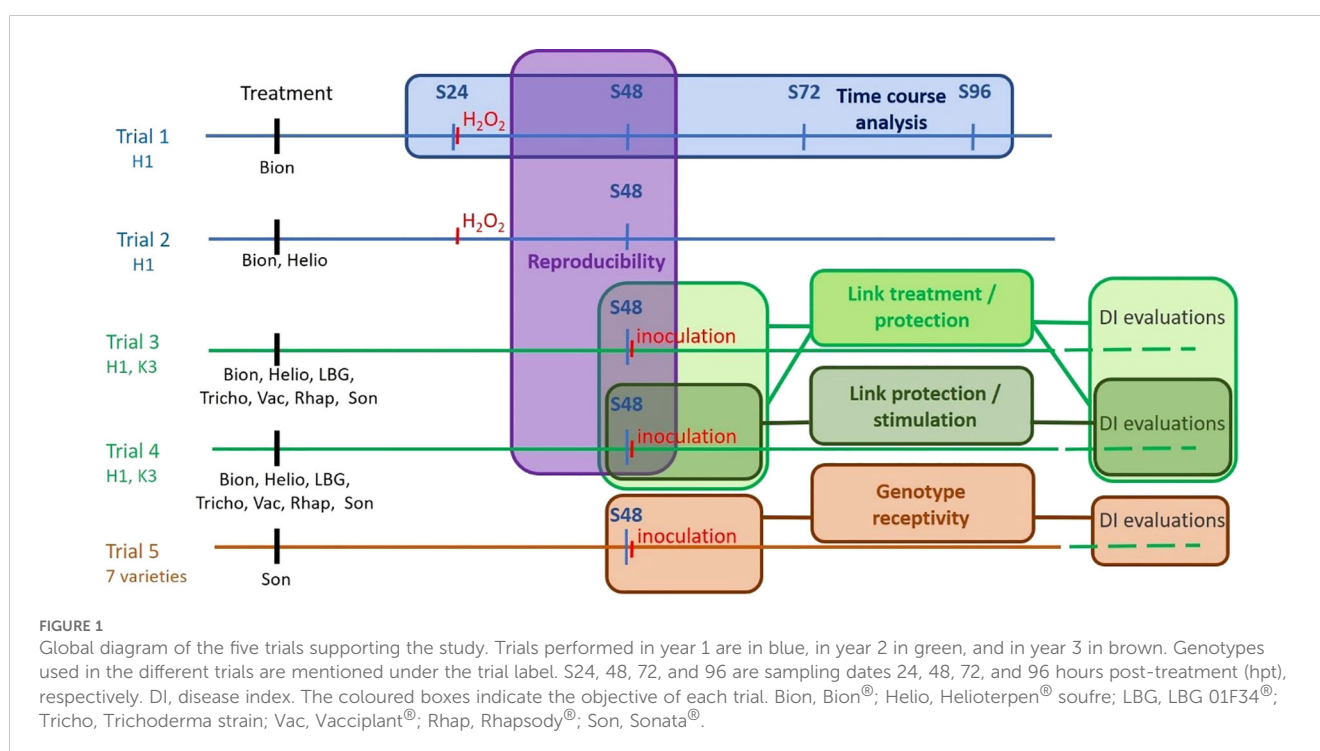 Treatment
S24
S48
S72
Time course
analysis
S96
H₂O₂
Trial 1
H1
Bion
S48
H₂O₂
Trial 2
H1
Bion, Helio
Reproducibility
S48
inoculation
Link treatment /
protection
DI evaluations
Trial 3
H1, K3
Bion, Helio, LBG,
Tricho, Vac, Rhap, Son
S48
inoculation
Link protection /
stimulation
DI evaluations
Trial 4
H1, K3
Bion, Helio, LBG,
Tricho, Vac, Rhap, Son
S48
inoculation
Genotype
receptivity
DI evaluations
Trial 5
7 varieties
Son
FIGURE 1
Global diagram of the five trials supporting the study. Trials performed in year 1 are in blue, in year 2 in green, and in year 3 in brown. Genotypes
used in the different trials are mentioned under the trial label. S24, 48, 72, and 96 are sampling dates 24, 48, 72, and 96 hours post-treatment (hpt),
respectively. DI, disease index. The coloured boxes indicate the objective of each trial. Bion, Bion®; Helio, Helioterpen® soufre; LBG, LBG 01F34®;
Tricho, Trichoderma strain; Vac, Vacciplant®; Rhap, Rhapsody®; Son, Sonata®.